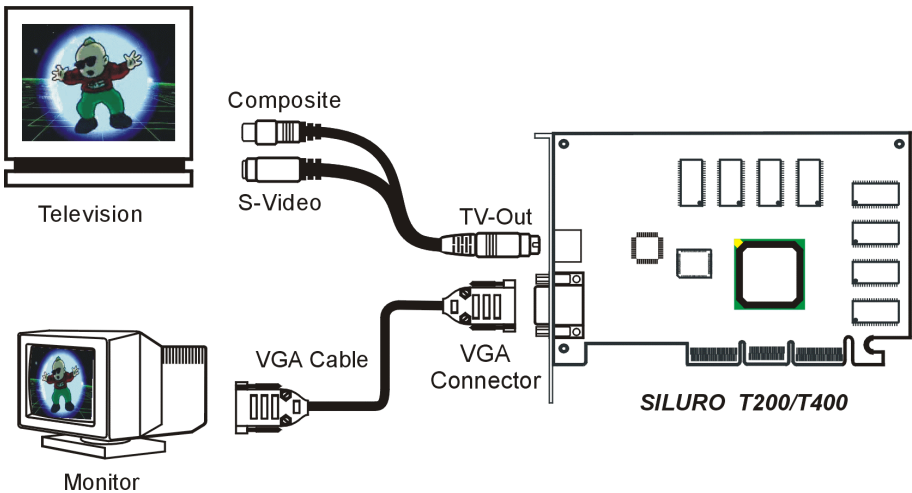 Composite
S-Video
Television
TV-Out
VGA Cable
VGA
Connector
SILURO T200/T400
Monitor